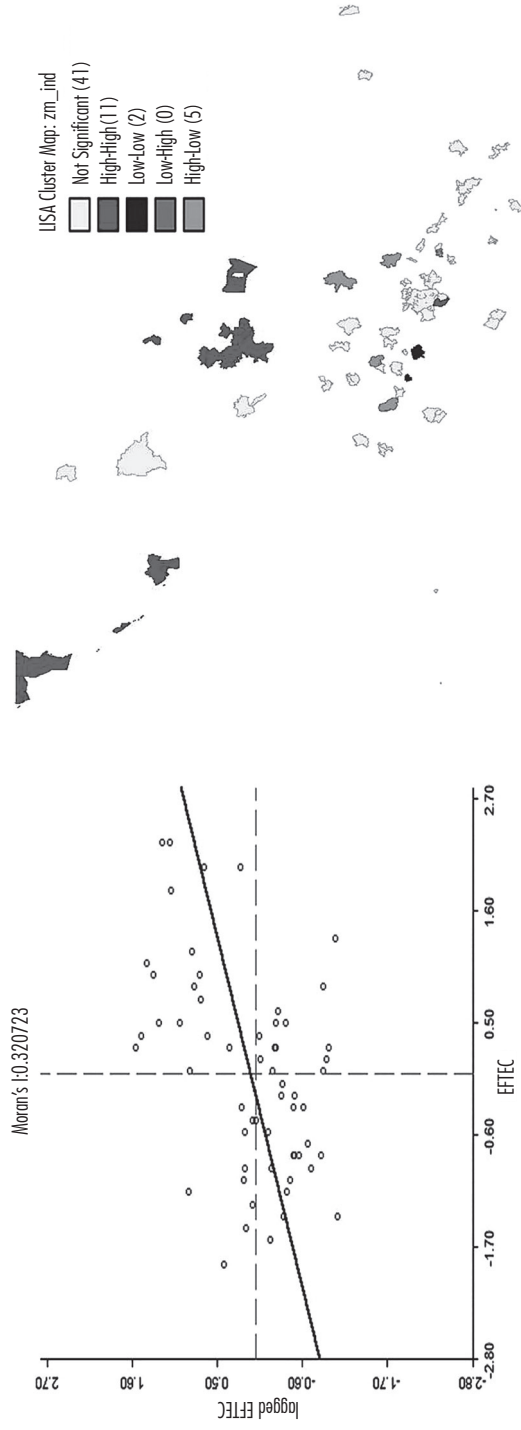 Moran's I:0.320723
2.70
1.60
0.50
-0.60
-1.70
-2.80
lagged EFTEC
-2.80
-1.70
-0.60
0.50
1.60
2.70
EFTEC
LISA Cluster Map: zm_ind
Not Significant (41)
High-High(11)
Low-Low (2)
Low-High (0)
High-Low (5)